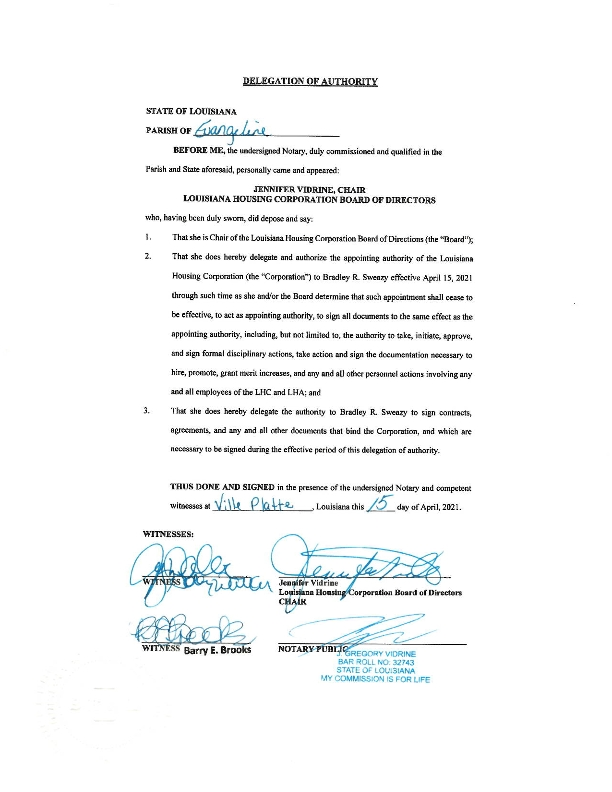 DELEGATION OF AUTHORITY
STATE OF LOUISIANA
PARISH OF Evangeline
BEFORE ME, the undersigned Notary, duly commissioned and qualified in the
Parish and State aforesaid, personally came and appeared:
JENNIFER VIDRINE, CHAIR
LOUISIANA HOUSING CORPORATION BOARD OF DIRECTORS
who, having been duly sworn, did depose and say:
1. That she is Chair of the Louisiana Housing Corporation Board of Directions (the “Board”);
2. That she does hereby delegate and authorize the appointing authority of the Louisiana
Housing Corporation (the “Corporation”) to Bradley R. Sweazy effective April 15, 2021
through such time as she and/or the Board determine that such appointment shall cease to
be effective, to act as appointing authority, to sign all documents to the same effect as the
appointing authority, including, but not limited to, the authority to take, initiate, approve,
and sign formal disciplinary actions, take action and sign the documentation necessary to
hire, promote, grant merit increases, and any and all other personnel actions involving any
and all employees of the LHC and LHA; and
3. That she does hereby delegate the authority to Bradley R. Sweazy to sign contracts,
agreements, and any and all other documents that bind the Corporation, and which are
necessary to be signed during the effective period of this delegation of authority.
THUS DONE AND SIGNED in the presence of the undersigned Notary and competent
witnesses at Ville Platte, Louisiana this 15 day of April, 2021.
WITNESSES:
WITNESS
Jennifer Vidrine
Louisiana Housing Corporation Board of Directors
CHAIR
WITNESS Barry E. Brooks
NOTARY PUBLIC
J. GREGORY VIDRINE
BAR ROLL NO: 32743
STATE OF LOUISIANA
MY COMMISSION IS FOR LIFE